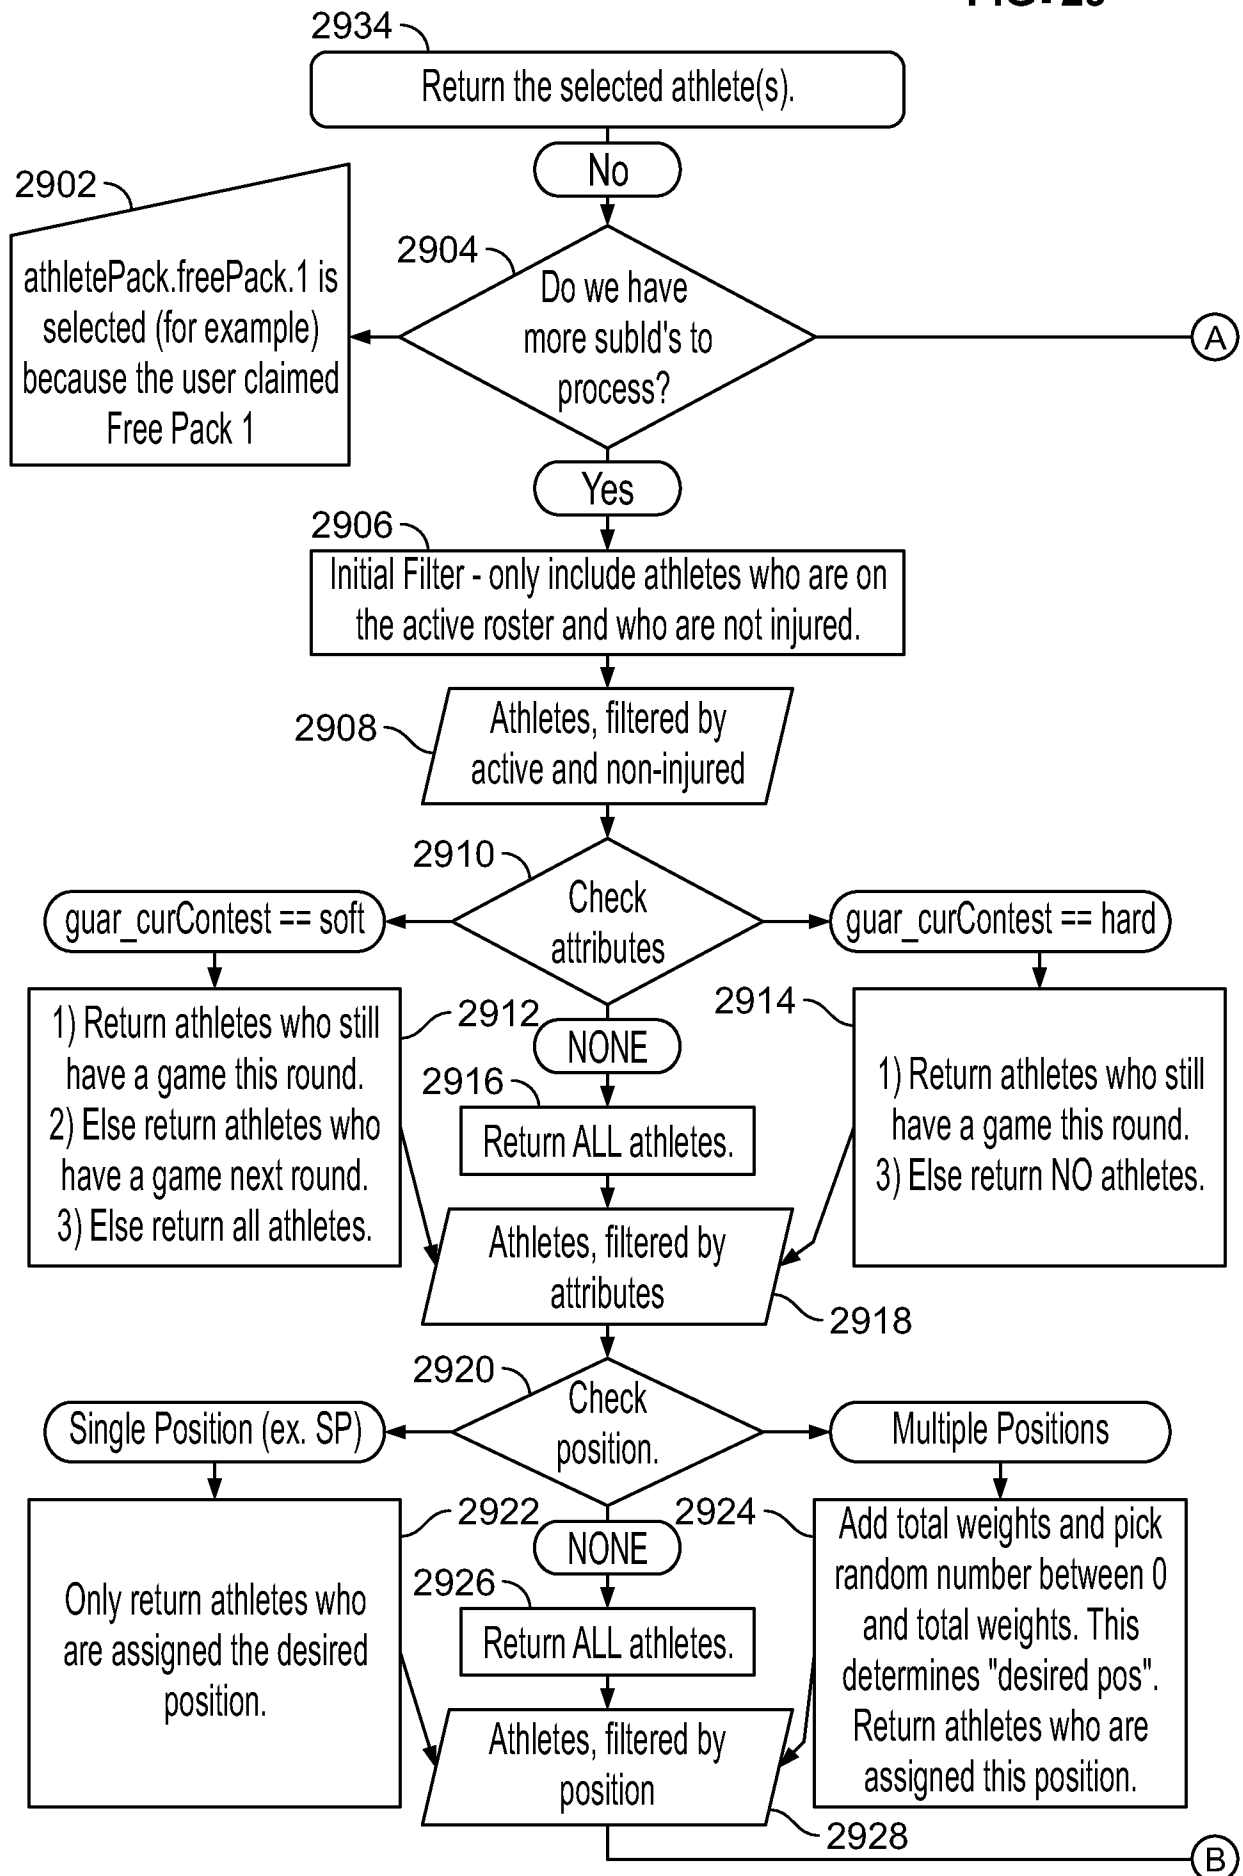 2934
Return the selected athlete(s).
No
2902
athletePack.freePack.1 is
selected (for example)
because the user claimed
Free Pack 1
2904
Do we have
more subId's to
process?
A
Yes
2906
Initial Filter - only include athletes who are on
the active roster and who are not injured.
2908
Athletes, filtered by
active and non-injured
2910
Check
attributes
guar_curContest == soft
guar_curContest == hard
2912
1) Return athletes who still
have a game this round.
2) Else return athletes who
have a game next round.
3) Else return all athletes.
NONE
2916
Return ALL athletes.
2914
1) Return athletes who still
have a game this round.
3) Else return NO athletes.
Athletes, filtered by
attributes
2918
2920
Check
position.
Single Position (ex. SP)
Multiple Positions
2922
Only return athletes who
are assigned the desired
position.
NONE
2926
Return ALL athletes.
2924
Add total weights and pick
random number between 0
and total weights. This
determines "desired pos".
Return athletes who are
assigned this position.
Athletes, filtered by
position
2928
B